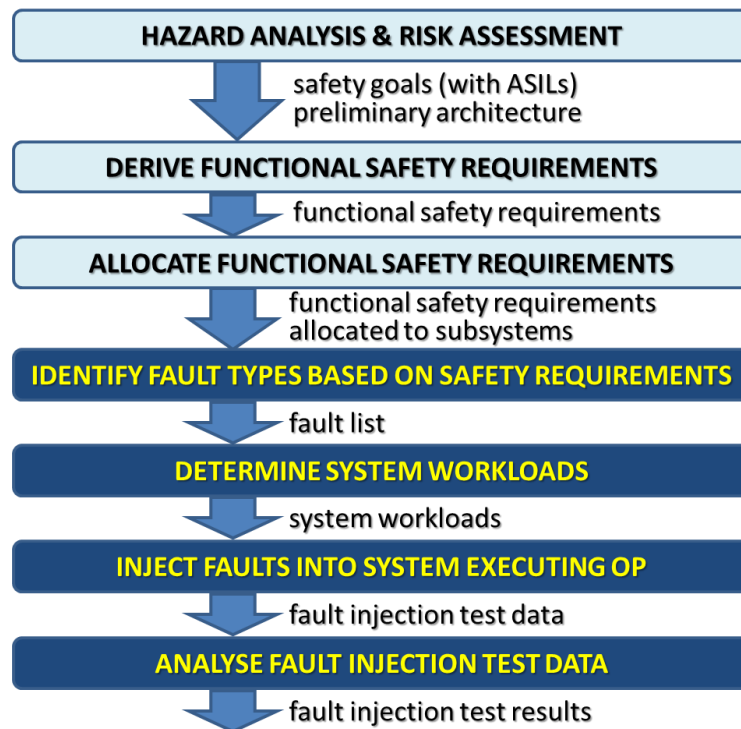 HAZARD ANALYSIS & RISK ASSESSMENT
safety goals (with ASILs)
preliminary architecture
DERIVE FUNCTIONAL SAFETY REQUIREMENTS
functional safety requirements
ALLOCATE FUNCTIONAL SAFETY REQUIREMENTS
functional safety requirements
allocated to subsystems
IDENTIFY FAULT TYPES BASED ON SAFETY REQUIREMENTS
fault list
DETERMINE SYSTEM WORKLOADS
system workloads
INJECT FAULTS INTO SYSTEM EXECUTING OP
fault injection test data
ANALYSE FAULT INJECTION TEST DATA
fault injection test results